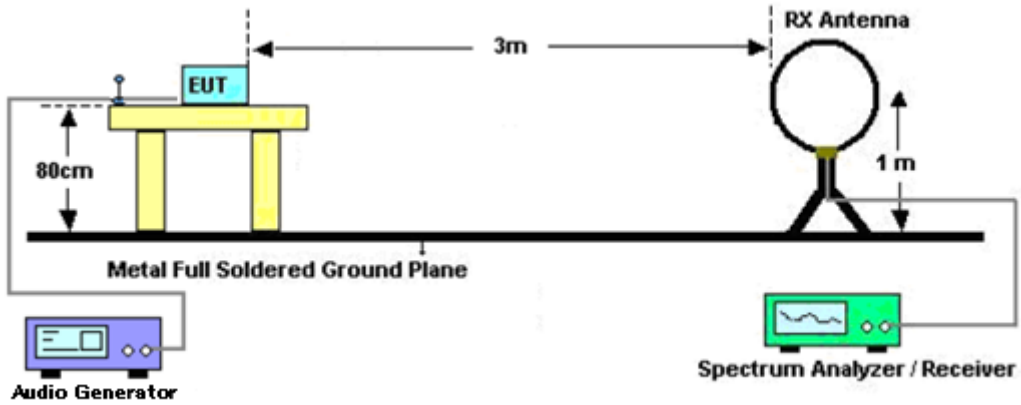 RX Antenna
3m
EUT
80cm
1 m
Metal Full Soldered Ground Plane
Audio Generator
Spectrum Analyzer / Receiver